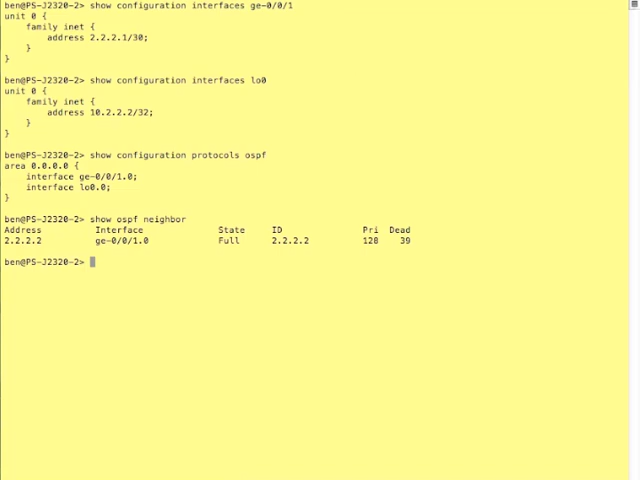 ben@PS-J2320-2> show configuration interfaces ge-0/0/1
unit 0 {
    family inet {
        address 2.2.2.1/30;
    }
}

ben@PS-J2320-2> show configuration interfaces lo0
unit 0 {
    family inet {
        address 10.2.2.2/32;
    }
}

ben@PS-J2320-2> show configuration protocols ospf
area 0.0.0.0 {
    interface ge-0/0/1.0;
    interface lo0.0;
}

ben@PS-J2320-2> show ospf neighbor
Address          Interface              State     ID               Pri  Dead
2.2.2.2          ge-0/0/1.0             Full      2.2.2.2          128    39

ben@PS-J2320-2>